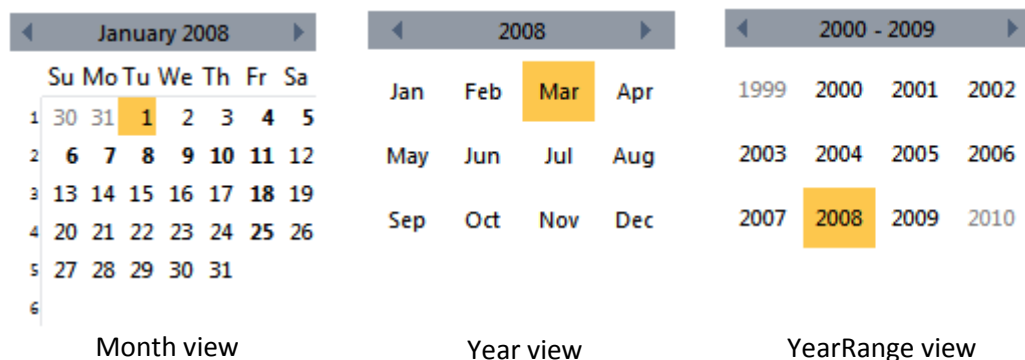 January 2008
Su Mo Tu We Th Fr Sa
1 30 31 1 2 3 4 5
2 6 7 8 9 10 11 12
3 13 14 15 16 17 18 19
4 20 21 22 23 24 25 26
5 27 28 29 30 31
6
Month view
2008
Jan Feb Mar Apr
May Jun Jul Aug
Sep Oct Nov Dec
Year view
2000 - 2009
1999 2000 2001 2002
2003 2004 2005 2006
2007 2008 2009 2010
YearRange view